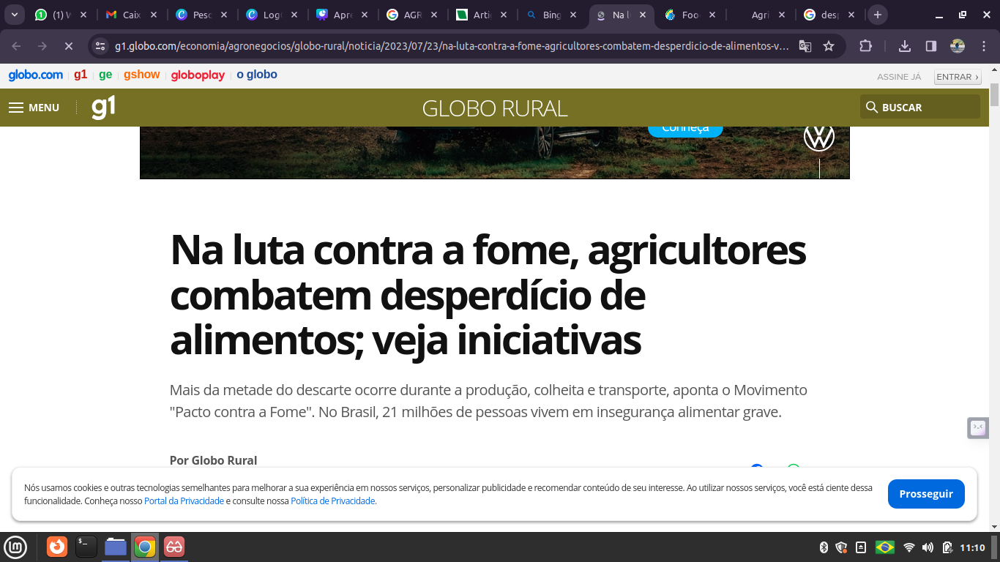 (1) W
Caix
Pesc
Log
Apre
AGR
Arti
Bing
Na l
Foo
Agri
desp
g1.globo.com/economia/agronegocios/globo-rural/noticia/2023/07/23/na-luta-contra-a-fome-agricultores-combatem-desperdicio-de-alimentos-v...
globo.com g1 ge gshow globoplay o globo
ASSINE JÁ ENTRAR ›
MENU g1 GLOBO RURAL BUSCAR
Conheça
Na luta contra a fome, agricultores
combatem desperdício de
alimentos; veja iniciativas
Mais da metade do descarte ocorre durante a produção, colheita e transporte, aponta o Movimento
"Pacto contra a Fome". No Brasil, 21 milhões de pessoas vivem em insegurança alimentar grave.
Por Globo Rural
Nós usamos cookies e outras tecnologias semelhantes para melhorar a sua experiência em nossos serviços, personalizar publicidade e recomendar conteúdo de seu interesse. Ao utilizar nossos serviços, você está ciente dessa
funcionalidade. Conheça nosso Portal da Privacidade e consulte nossa Política de Privacidade.
Prosseguir
11:10